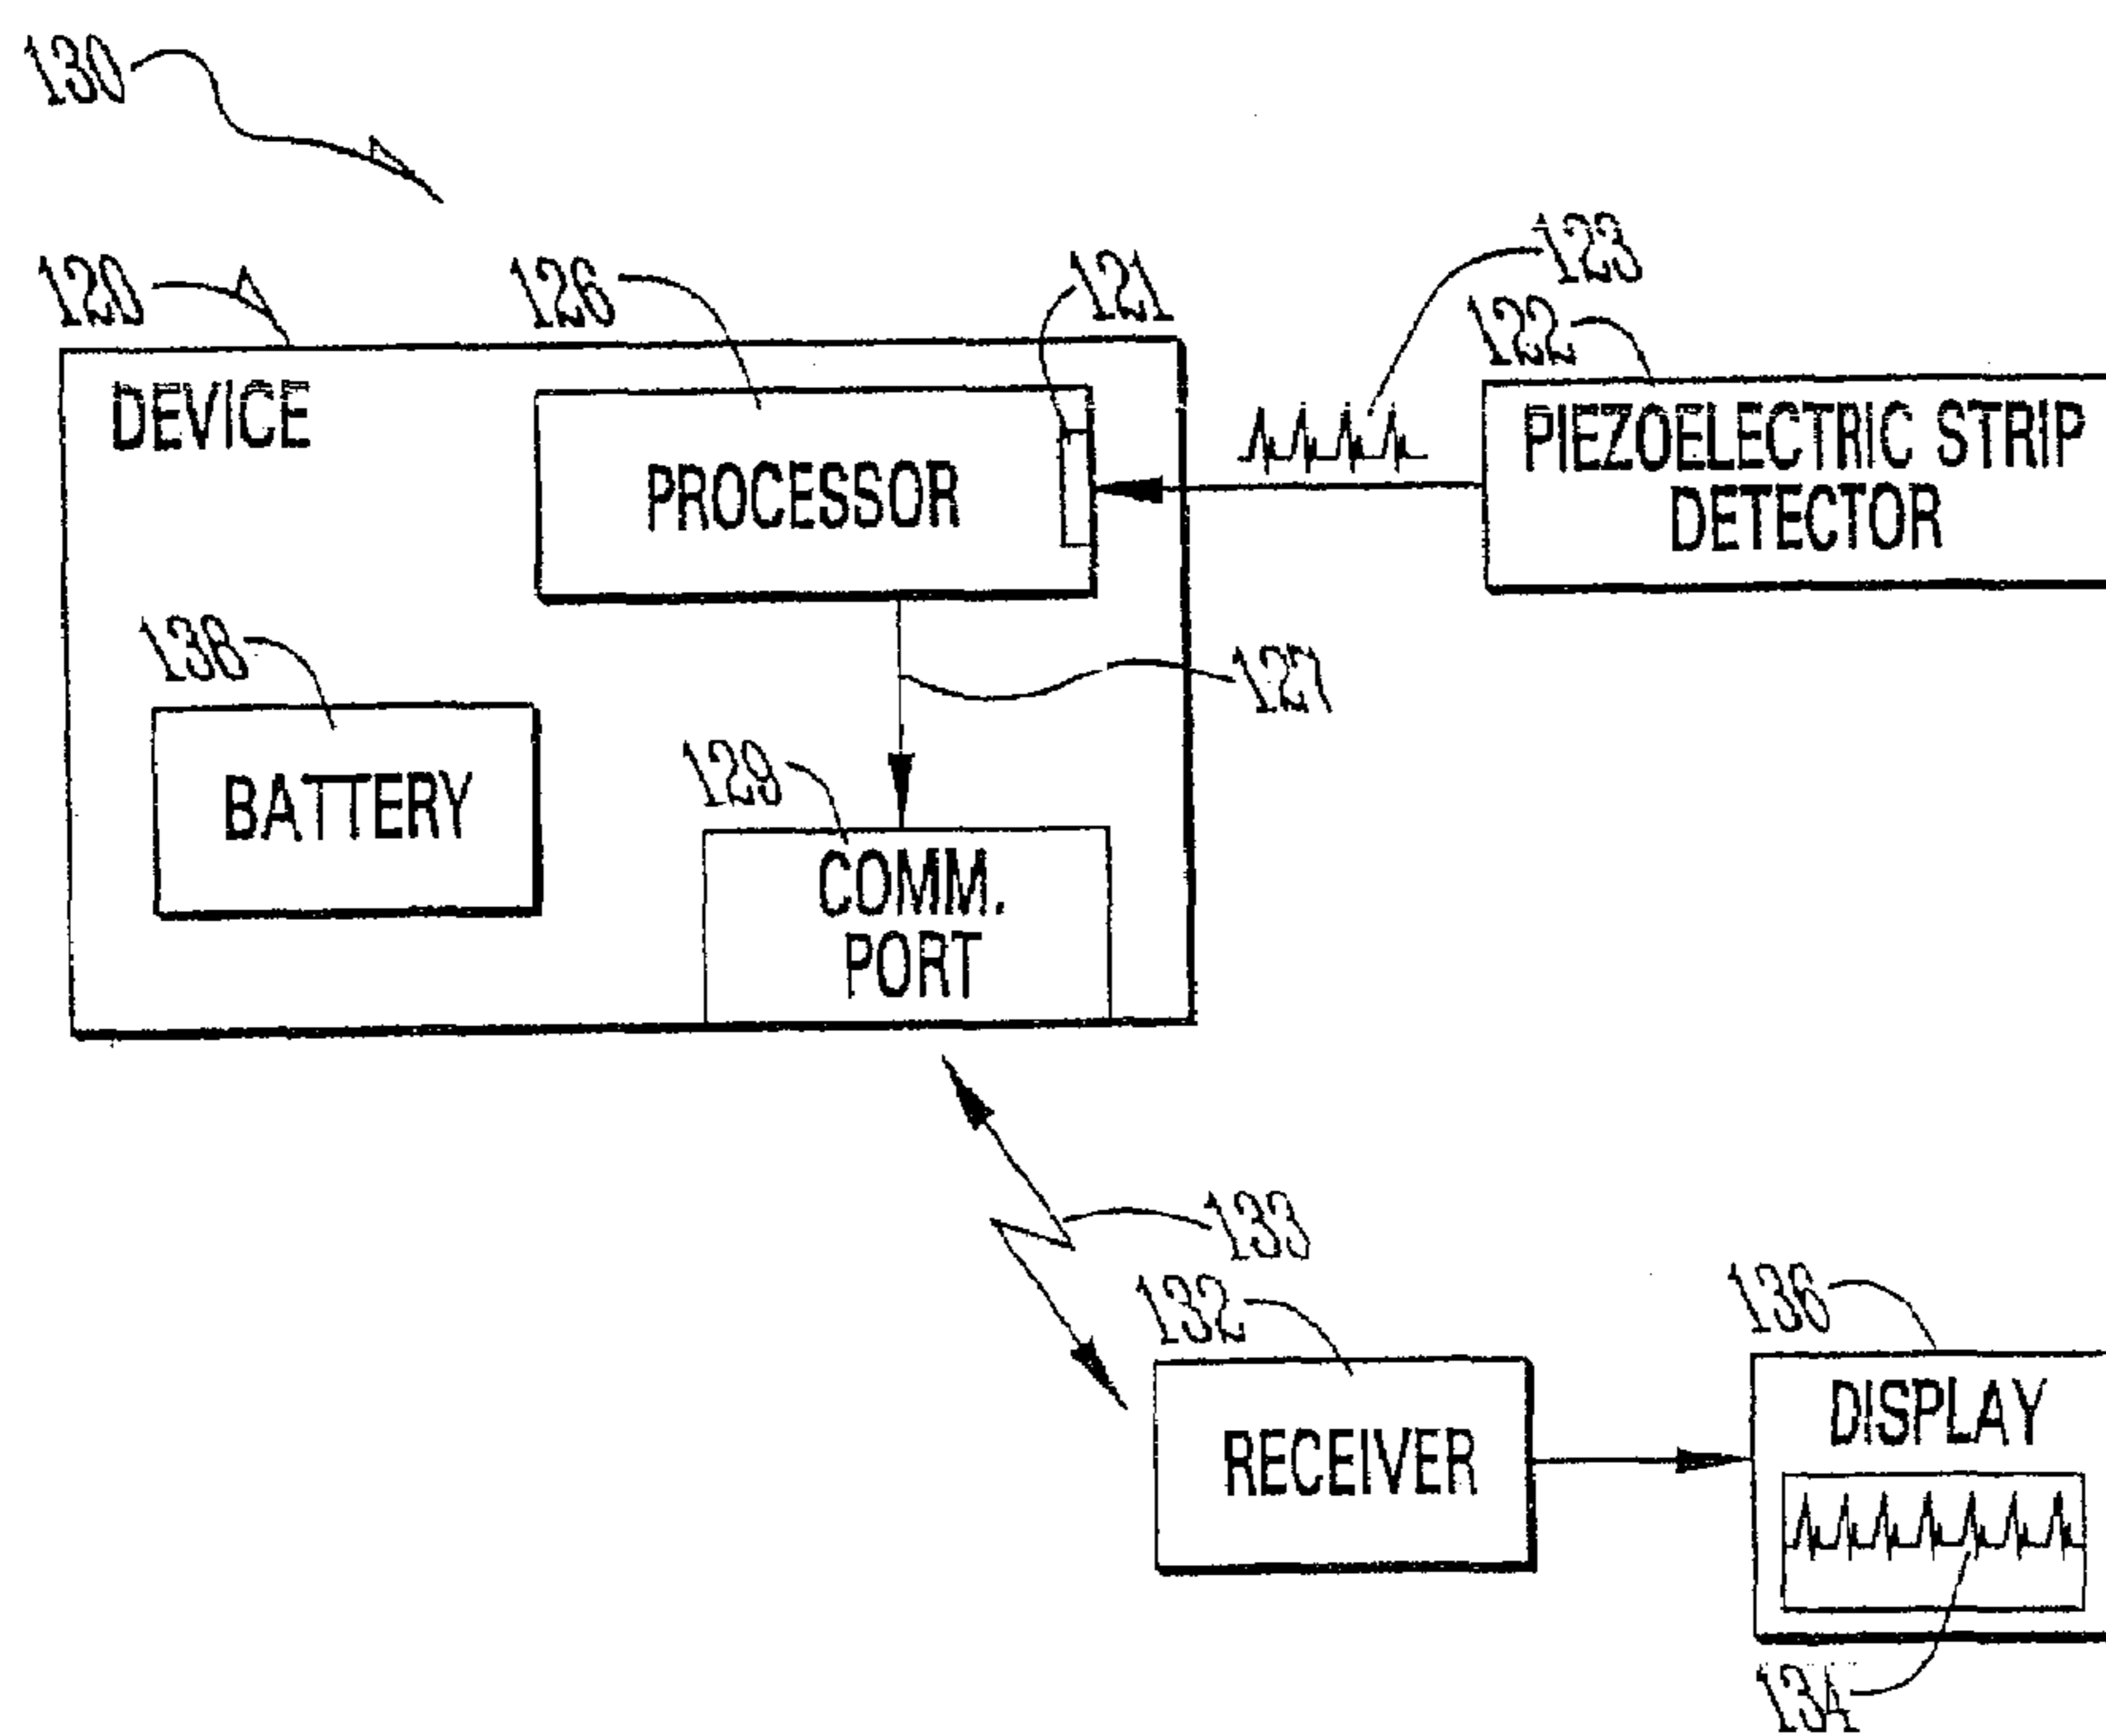 130
120
126
121
123
122
DEVICE
PROCESSOR
PIEZOELECTRIC STRIP
DETECTOR
138
127
BATTERY
129
COMM.
PORT
133
132
136
RECEIVER
DISPLAY
134